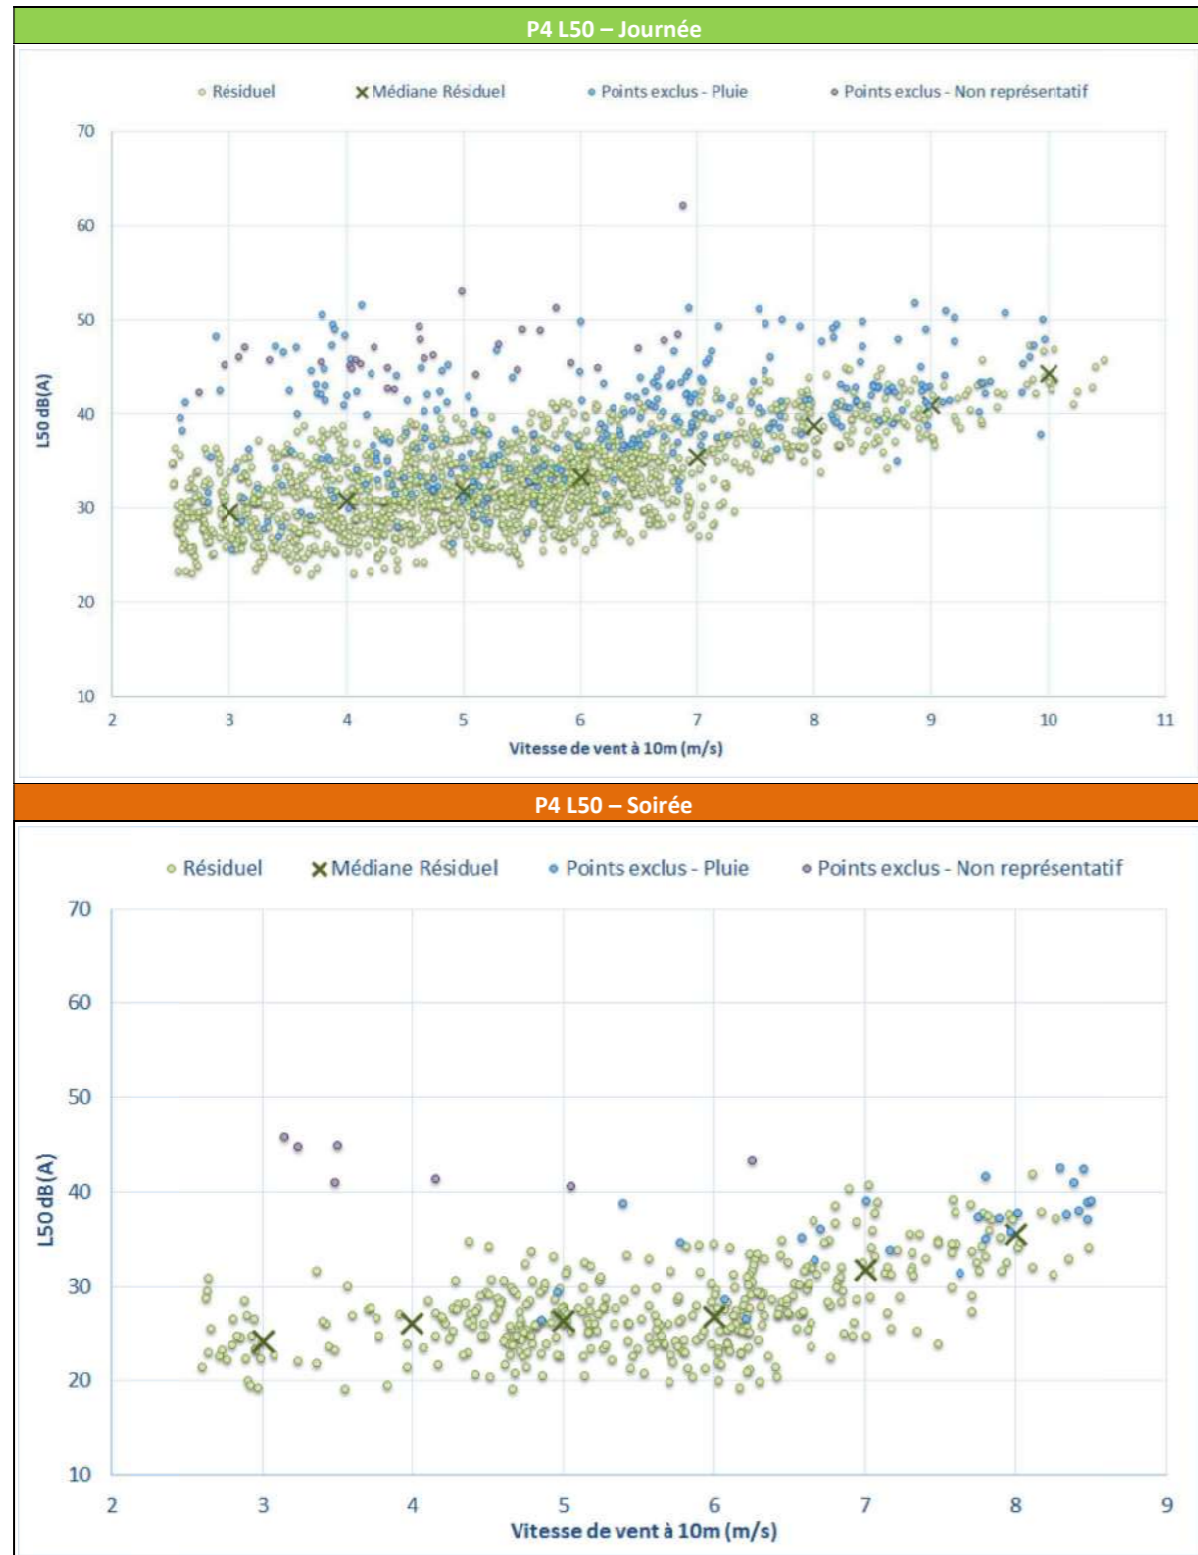 P4 L50 – Journée
Résiduel Médiane Résiduel Points exclus - Pluie Points exclus - Non représentatif
70
60
50
40
30
20
10
L50 dB(A)
2 3 4 5 6 7 8 9 10 11
Vitesse de vent à 10m (m/s)
P4 L50 – Soirée
Résiduel Médiane Résiduel Points exclus - Pluie Points exclus - Non représentatif
70
60
50
40
30
20
10
L50 dB(A)
2 3 4 5 6 7 8 9
Vitesse de vent à 10m (m/s)